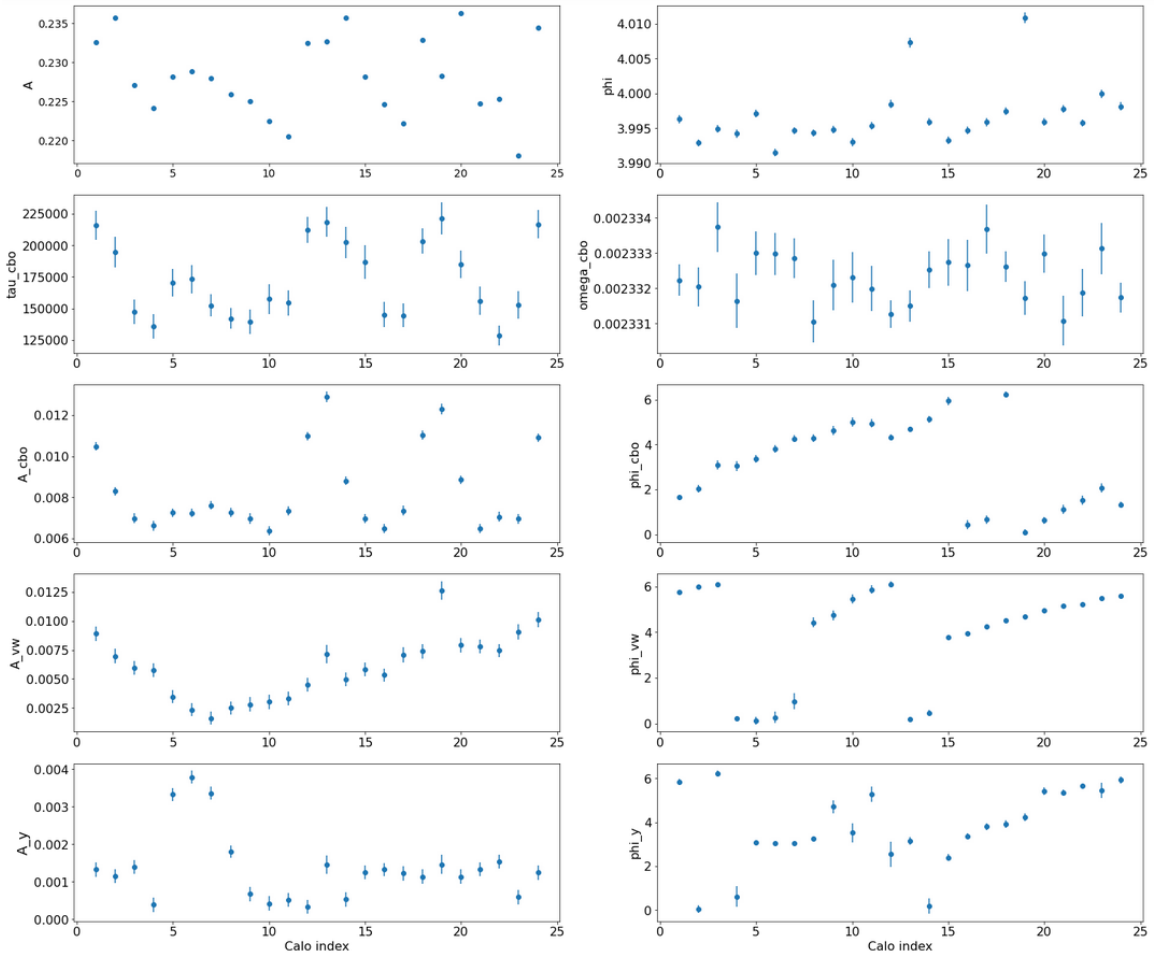 A
0.235
0.230
0.225
0.220
0 5 10 15 20 25
phi
4.010
4.005
4.000
3.995
3.990
0 5 10 15 20 25
tau_cbo
225000
200000
175000
150000
125000
0 5 10 15 20 25
omega_cbo
0.002334
0.002333
0.002332
0.002331
0 5 10 15 20 25
A_cbo
0.012
0.010
0.008
0.006
0 5 10 15 20 25
phi_cbo
6
4
2
0
0 5 10 15 20 25
A_vw
0.0125
0.0100
0.0075
0.0050
0.0025
0 5 10 15 20 25
phi_vw
6
4
2
0
0 5 10 15 20 25
A_y
0.004
0.003
0.002
0.001
0.000
0 5 10 15 20 25
Calo index
phi_y
6
4
2
0
0 5 10 15 20 25
Calo index